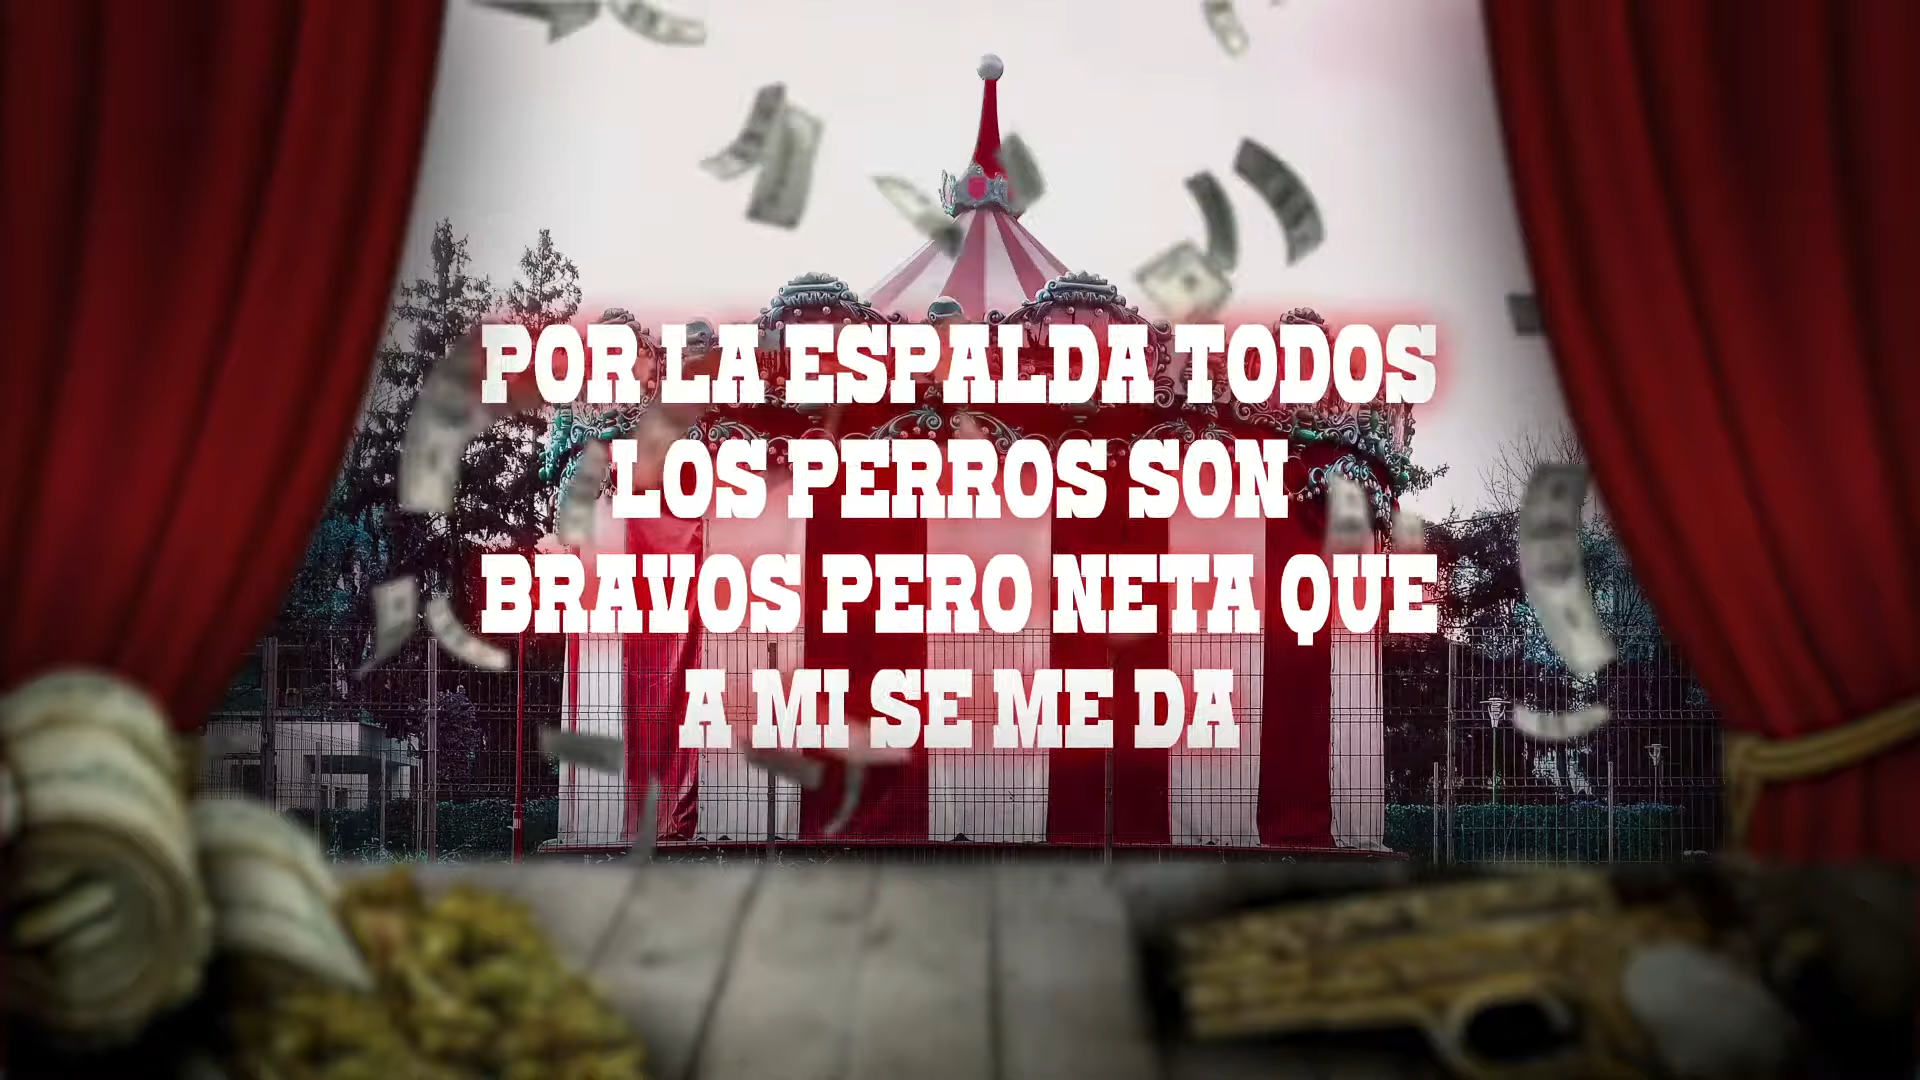 POR LA ESPALDA TODOS
LOS PERROS SON
BRAVOS PERO NETA QUE
A MI SE ME DA